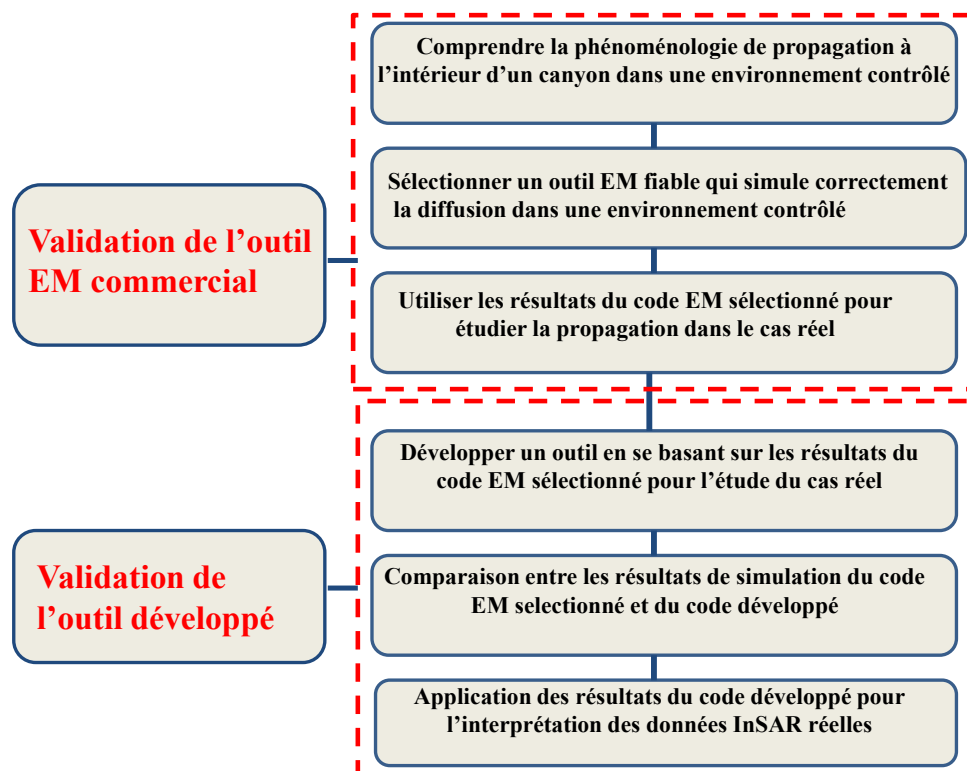 Comprendre la phénoménologie de propagation à
l'intérieur d'un canyon dans une environnement contrôlé
Sélectionner un outil EM fiable qui simule correctement
la diffusion dans une environnement contrôlé
Validation de l'outil
EM commercial
Utiliser les résultats du code EM sélectionné pour
étudier la propagation dans le cas réel
Développer un outil en se basant sur les résultats du
code EM sélectionné pour l'étude du cas réel
Validation de
l'outil développé
Comparaison entre les résultats de simulation du code
EM selectionné et du code développé
Application des résultats du code développé pour
l'interprétation des données InSAR réelles